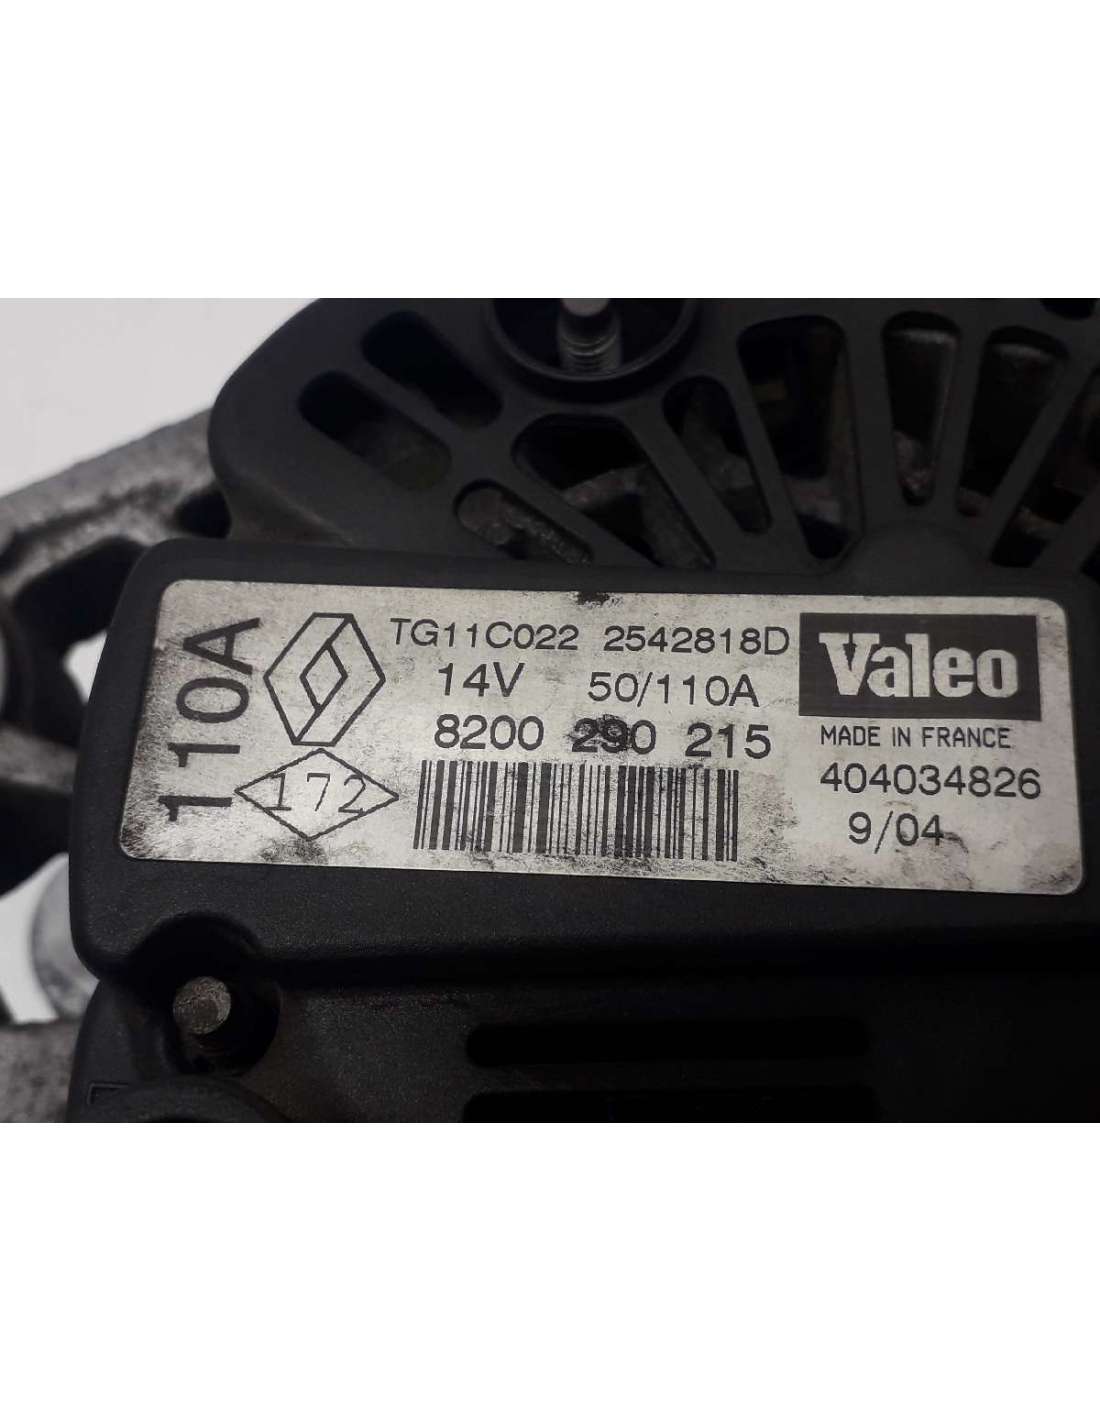 110A
TG11C022 2542818D
14V 50/110A
8200 290 215
172
Valeo
MADE IN FRANCE
404034826
9/04